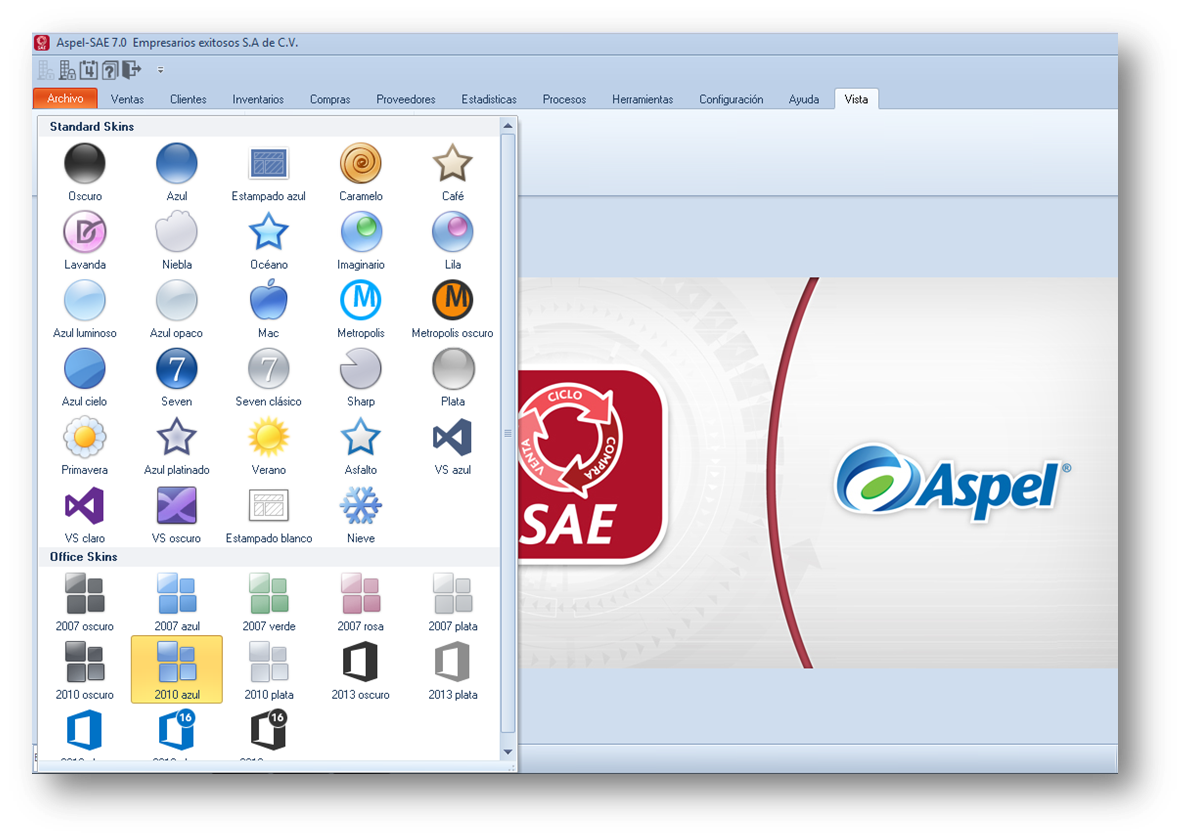 Aspel-SAE 7.0 Empresarios exitosos S.A de C.V.
Archivo Ventas Clientes Inventarios Compras Proveedores Estadísticas Procesos Herramientas Configuración Ayuda Vista
Standard Skins
Oscuro Azul Estampado azul Caramelo Café
Lavanda Niebla Océano Imaginario Lila
Azul luminoso Azul opaco Mac Metropolis Metropolis oscuro
Azul cielo Seven Seven clásico Sharp Plata
Primavera Azul platinado Verano Asfalto VS azul
VS claro VS oscuro Estampado blanco Nieve
Office Skins
2007 oscuro 2007 azul 2007 verde 2007 rosa 2007 plata
2010 oscuro 2010 azul 2010 plata 2013 oscuro 2013 plata
16 16
CICLO
COMPRA
VENTA
SAE
Aspel®